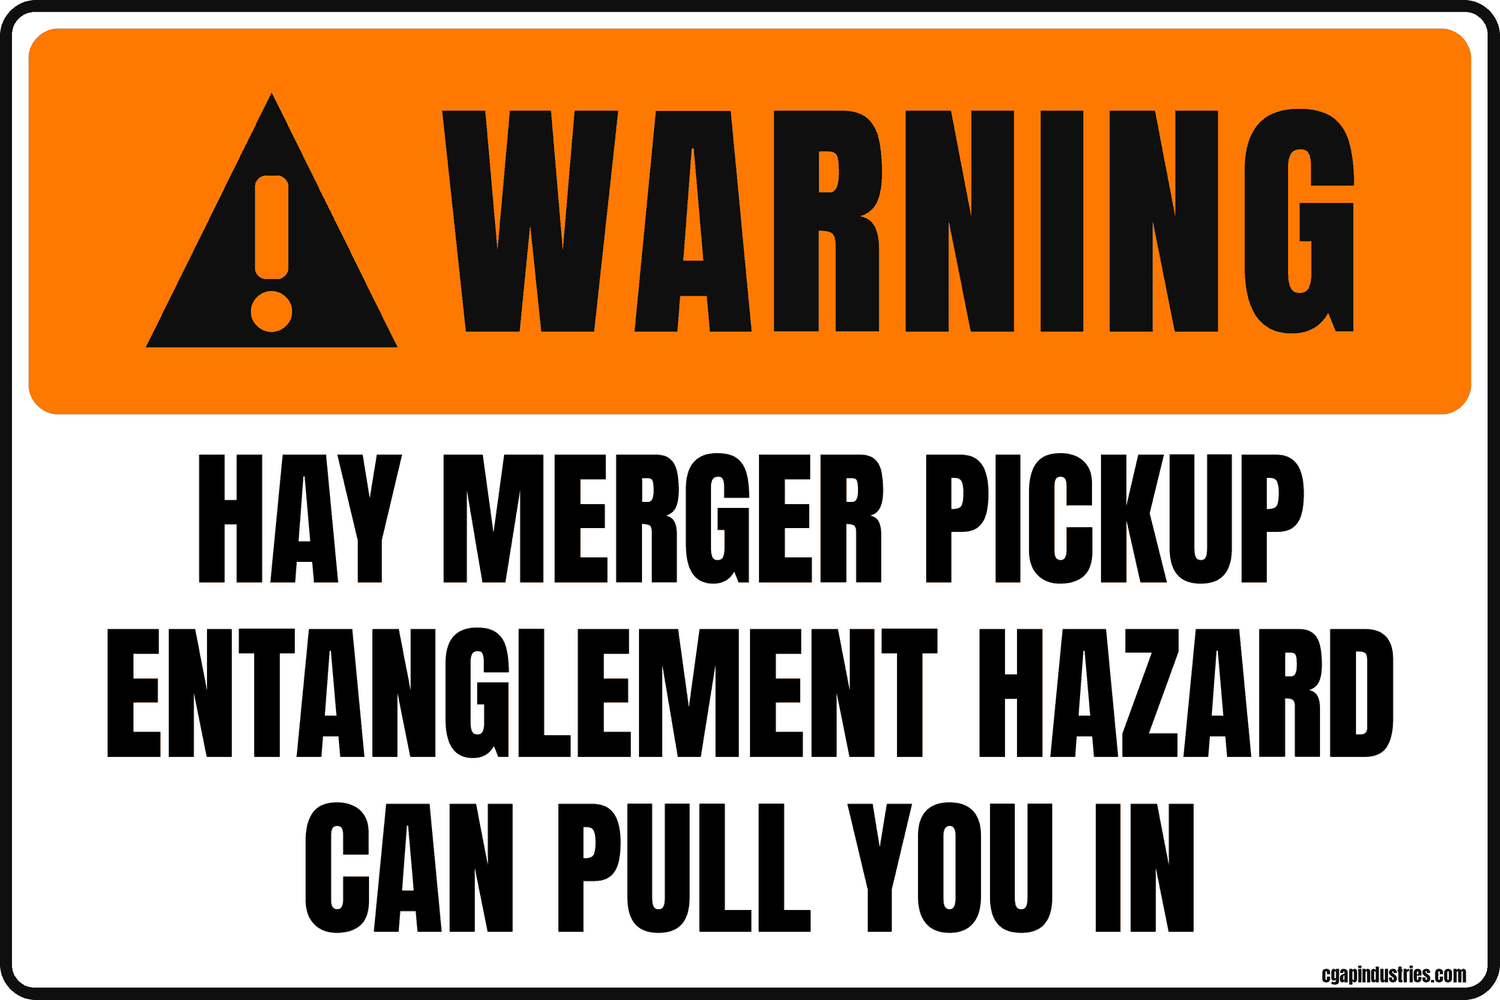 WARNING
HAY MERGER PICKUP
ENTANGLEMENT HAZARD
CAN PULL YOU IN
cgapindustries.com